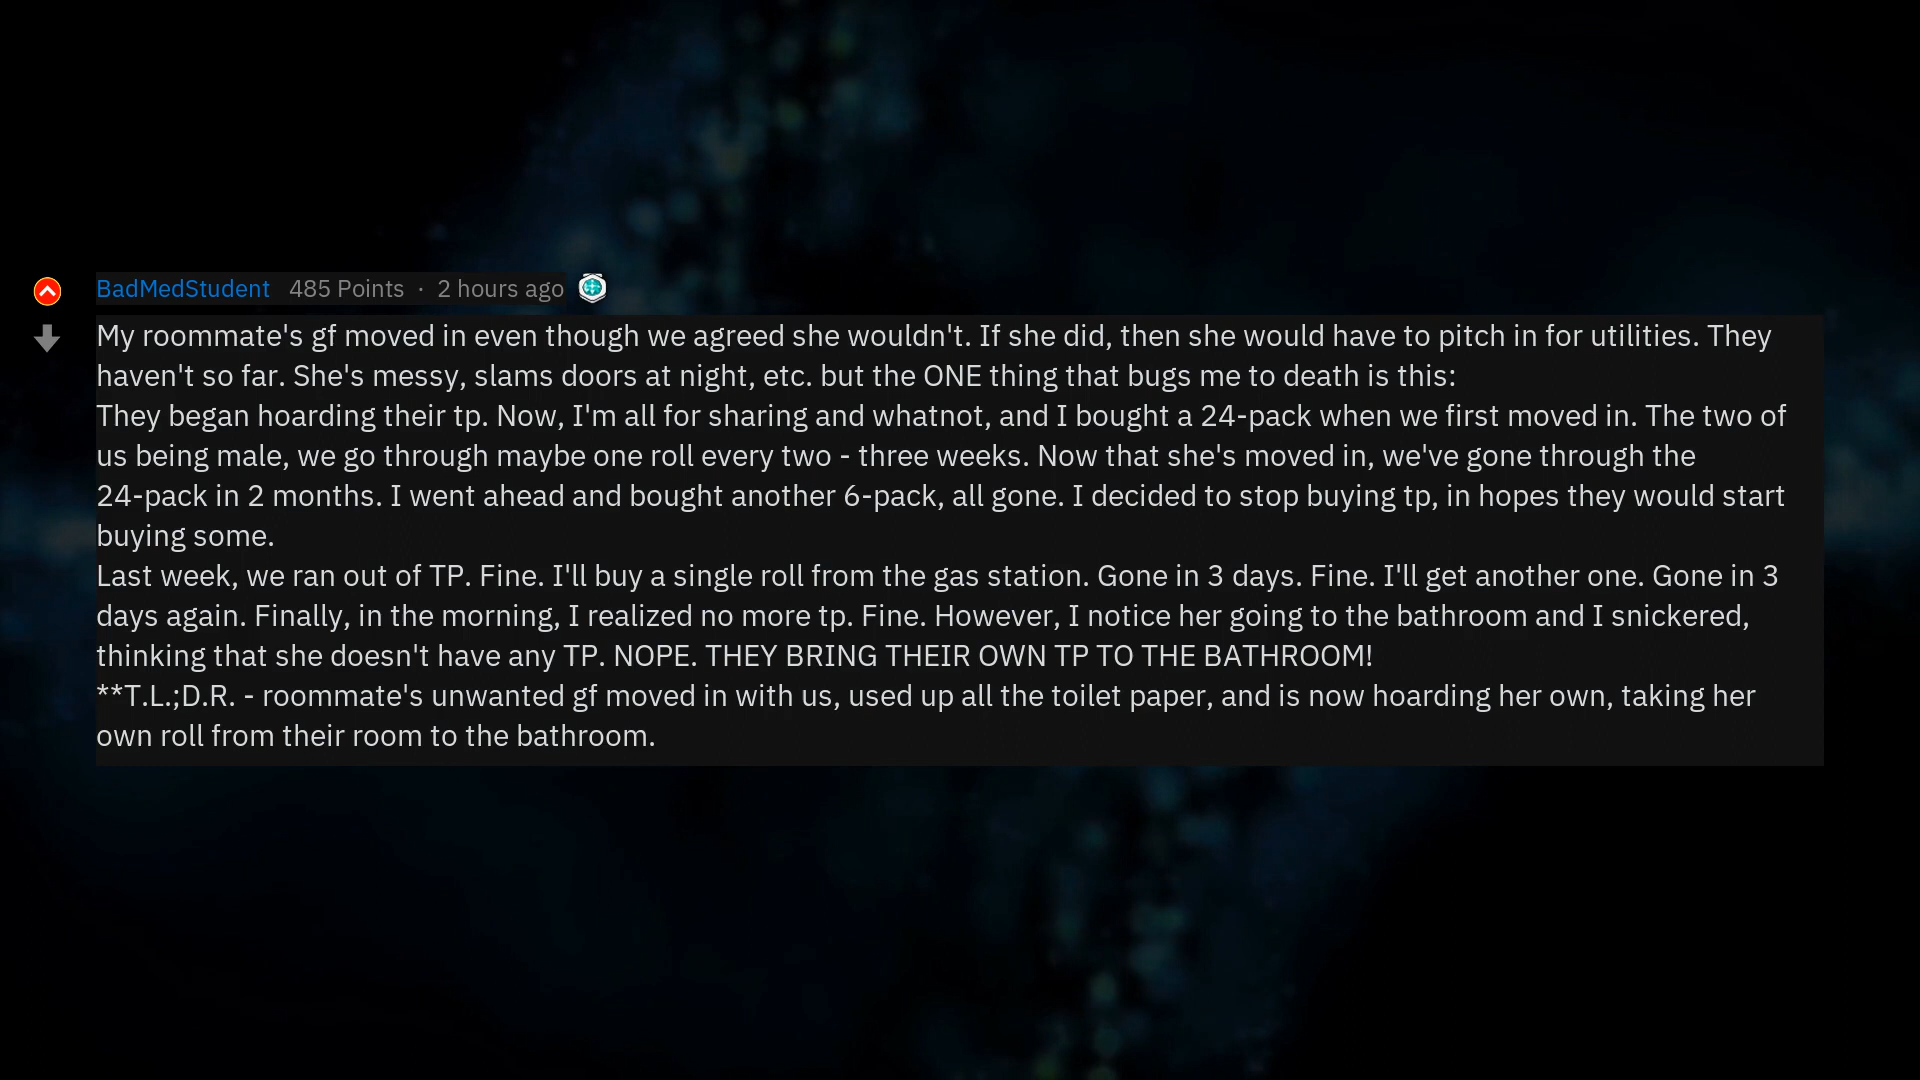 BadMedStudent 485 Points · 2 hours ago
My roommate's gf moved in even though we agreed she wouldn't. If she did, then she would have to pitch in for utilities. They
haven't so far. She's messy, slams doors at night, etc. but the ONE thing that bugs me to death is this:
They began hoarding their tp. Now, I'm all for sharing and whatnot, and I bought a 24-pack when we first moved in. The two of
us being male, we go through maybe one roll every two - three weeks. Now that she's moved in, we've gone through the
24-pack in 2 months. I went ahead and bought another 6-pack, all gone. I decided to stop buying tp, in hopes they would start
buying some.
Last week, we ran out of TP. Fine. I'll buy a single roll from the gas station. Gone in 3 days. Fine. I'll get another one. Gone in 3
days again. Finally, in the morning, I realized no more tp. Fine. However, I notice her going to the bathroom and I snickered,
thinking that she doesn't have any TP. NOPE. THEY BRING THEIR OWN TP TO THE BATHROOM!
**T.L.;D.R. - roommate's unwanted gf moved in with us, used up all the toilet paper, and is now hoarding her own, taking her
own roll from their room to the bathroom.